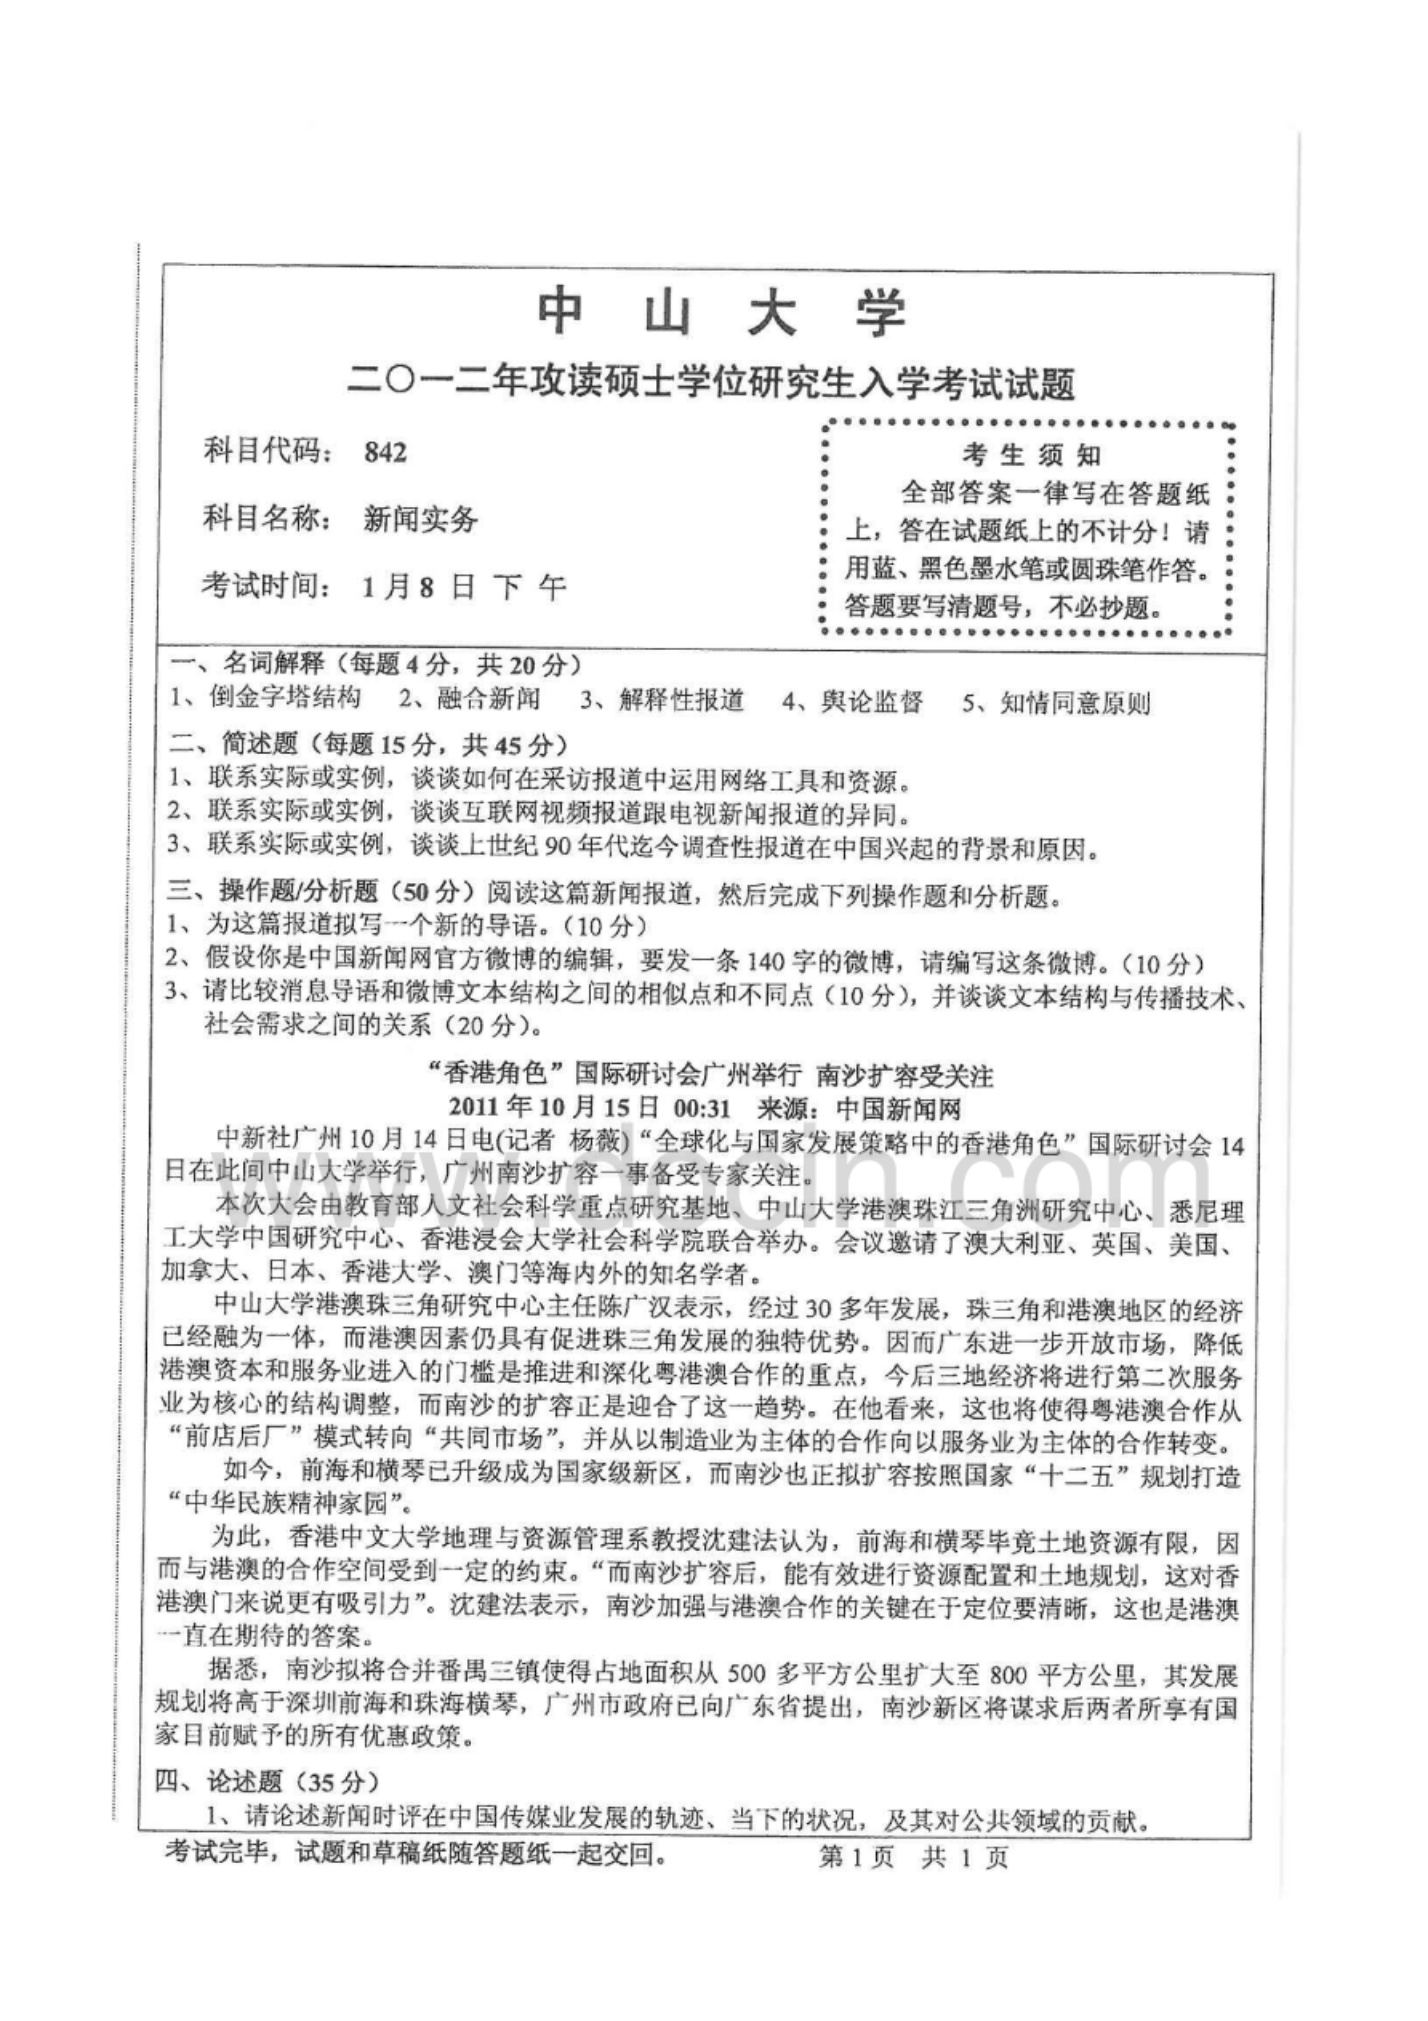 中山大学
二〇一二年攻读硕士学位研究生入学考试试题
科目代码： 842
科目名称： 新闻实务
考试时间： 1月8日 下午
考生须知
全部答案一律写在答题纸
上，答在试题纸上的不计分！请
用蓝、黑色墨水笔或圆珠笔作答。
答题要写清题号，不必抄题。
一、名词解释（每题4分，共20分）
1、倒金字塔结构 2、融合新闻 3、解释性报道 4、舆论监督 5、知情同意原则
二、简述题（每题15分，共45分）
1、联系实际或实例，谈谈如何在采访报道中运用网络工具和资源。
2、联系实际或实例，谈谈互联网视频报道跟电视新闻报道的异同。
3、联系实际或实例，谈谈上世纪90年代迄今调查性报道在中国兴起的背景和原因。
三、操作题/分析题（50分）阅读这篇新闻报道，然后完成下列操作题和分析题。
1、为这篇报道拟写一个新的导语。（10分）
2、假设你是中国新闻网官方微博的编辑，要发一条140字的微博，请编写这条微博。（10分）
3、请比较消息导语和微博文本结构之间的相似点和不同点（10分），并谈谈文本结构与传播技术、
社会需求之间的关系（20分）。
“香港角色”国际研讨会广州举行 南沙扩容受关注
2011年10月15日 00:31 来源：中国新闻网
中新社广州10月14日电(记者 杨薇)“全球化与国家发展策略中的香港角色”国际研讨会14
日在此间中山大学举行，广州南沙扩容一事备受专家关注。
本次大会由教育部人文社会科学重点研究基地、中山大学港澳珠江三角洲研究中心、悉尼理
工大学中国研究中心、香港浸会大学社会科学院联合举办。会议邀请了澳大利亚、英国、美国、
加拿大、日本、香港大学、澳门等海内外的知名学者。
中山大学港澳珠三角研究中心主任陈广汉表示，经过30多年发展，珠三角和港澳地区的经济
已经融为一体，而港澳因素仍具有促进珠三角发展的独特优势。因而广东进一步开放市场，降低
港澳资本和服务业进入的门槛是推进和深化粤港澳合作的重点，今后三地经济将进行第二次服务
业为核心的结构调整，而南沙的扩容正是迎合了这一趋势。在他看来，这也将使得粤港澳合作从
“前店后厂”模式转向“共同市场”，并从以制造业为主体的合作向以服务业为主体的合作转变。
如今，前海和横琴已升级成为国家级新区，而南沙也正拟扩容按照国家“十二五”规划打造
“中华民族精神家园”。
为此，香港中文大学地理与资源管理系教授沈建法认为，前海和横琴毕竟土地资源有限，因
而与港澳的合作空间受到一定的约束。“而南沙扩容后，能有效进行资源配置和土地规划，这对香
港澳门来说更有吸引力”。沈建法表示，南沙加强与港澳合作的关键在于定位要清晰，这也是港澳
一直在期待的答案。
据悉，南沙拟将合并番禺三镇使得占地面积从500多平方公里扩大至800平方公里，其发展
规划将高于深圳前海和珠海横琴，广州市政府已向广东省提出，南沙新区将谋求后两者所享有国
家目前赋予的所有优惠政策。
四、论述题（35分）
1、请论述新闻时评在中国传媒业发展的轨迹、当下的状况，及其对公共领域的贡献。
考试完毕，试题和草稿纸随答题纸一起交回。 第1页 共1页
www.docin.com